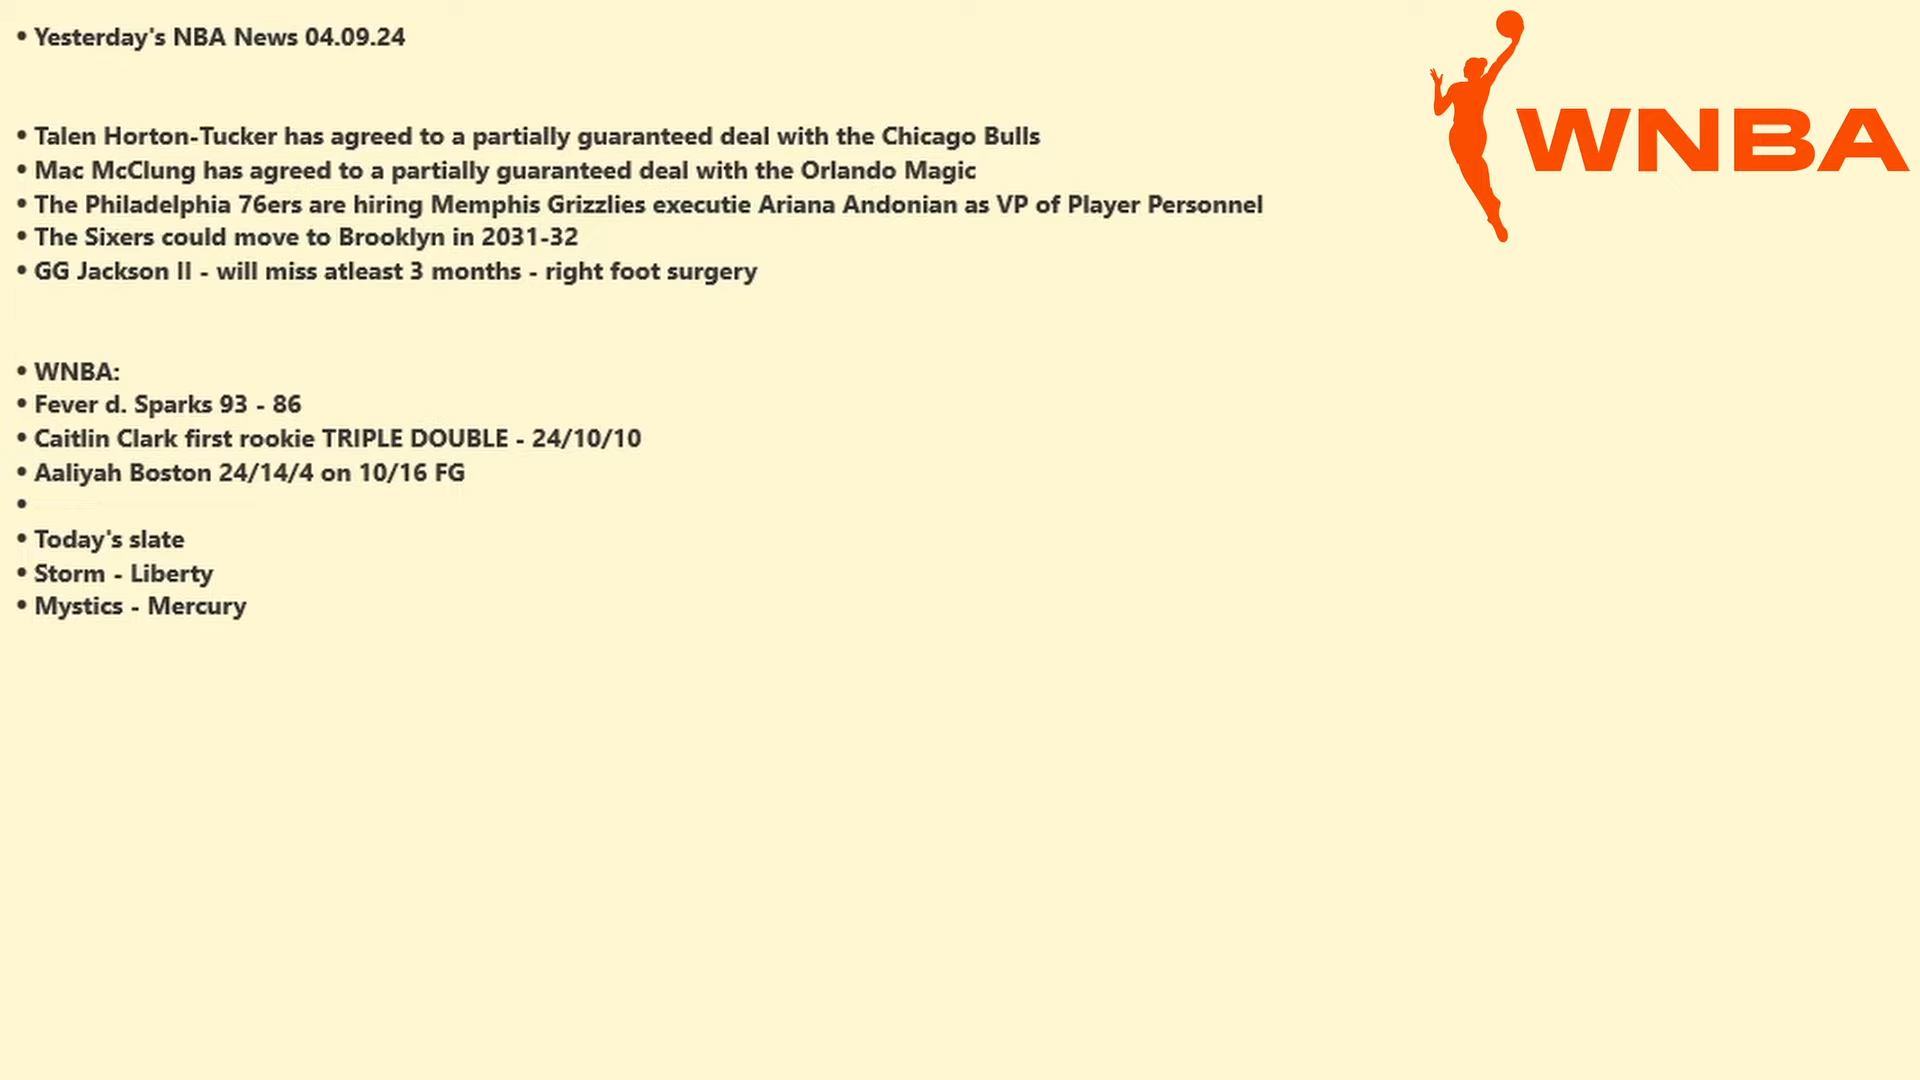 • Yesterday's NBA News 04.09.24
• Talen Horton-Tucker has agreed to a partially guaranteed deal with the Chicago Bulls
• Mac McClung has agreed to a partially guaranteed deal with the Orlando Magic
• The Philadelphia 76ers are hiring Memphis Grizzlies executie Ariana Andonian as VP of Player Personnel
• The Sixers could move to Brooklyn in 2031-32
• GG Jackson II - will miss atleast 3 months - right foot surgery
• WNBA:
• Fever d. Sparks 93 - 86
• Caitlin Clark first rookie TRIPLE DOUBLE - 24/10/10
• Aaliyah Boston 24/14/4 on 10/16 FG
•
• Today's slate
• Storm - Liberty
• Mystics - Mercury
WNBA